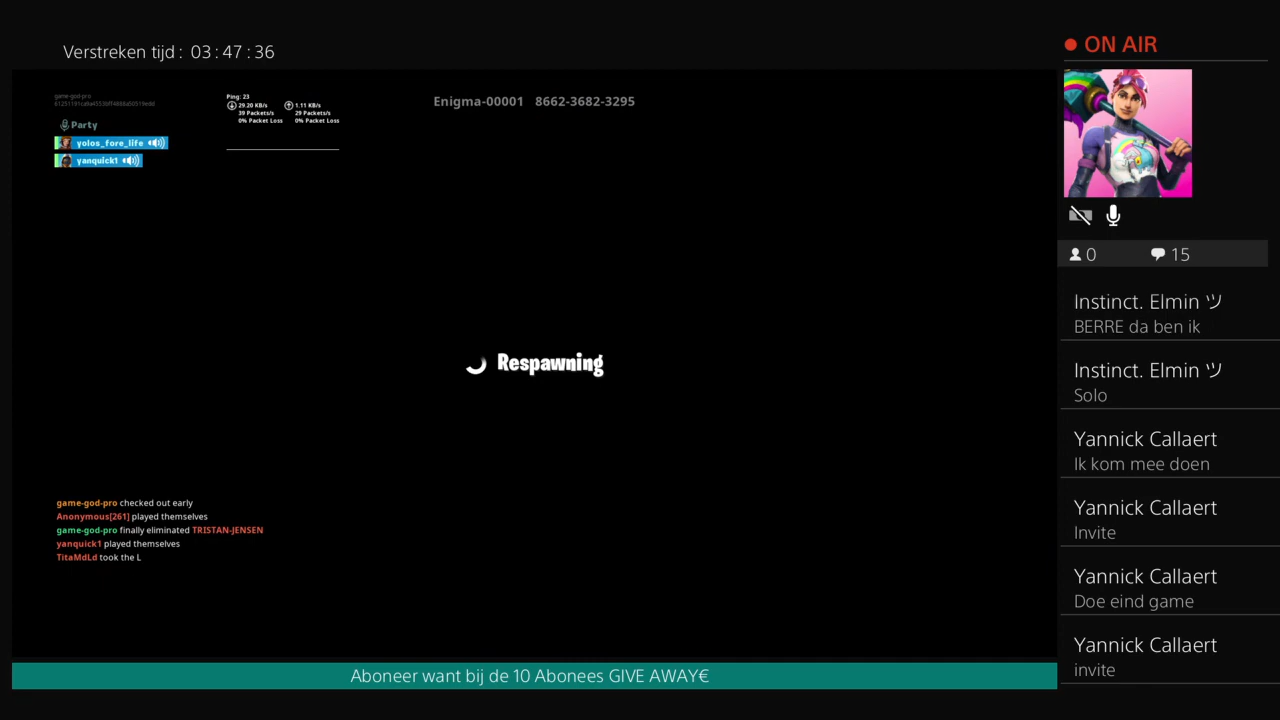 Verstreken tijd : 03 : 47 : 36
ON AIR
game-god-pro
Party
yolos_fore_life
yanquick1
Ping: 23
29.20 KB/s
39 Packets/s
0% Packet Loss
1.11 KB/s
29 Packets/s
0% Packet Loss
Enigma-00001 8662-3682-3295
Respawning
game-god-pro checked out early
Anonymous[261] played themselves
game-god-pro finally eliminated TRISTAN-JENSEN
yanquick1 played themselves
TitaMdLd took the L
0
15
Instinct. Elmin ツ
BERRE da ben ik
Instinct. Elmin ツ
Solo
Yannick Callaert
Ik kom mee doen
Yannick Callaert
Invite
Yannick Callaert
Doe eind game
Yannick Callaert
invite
Aboneer want bij de 10 Abonees GIVE AWAY€